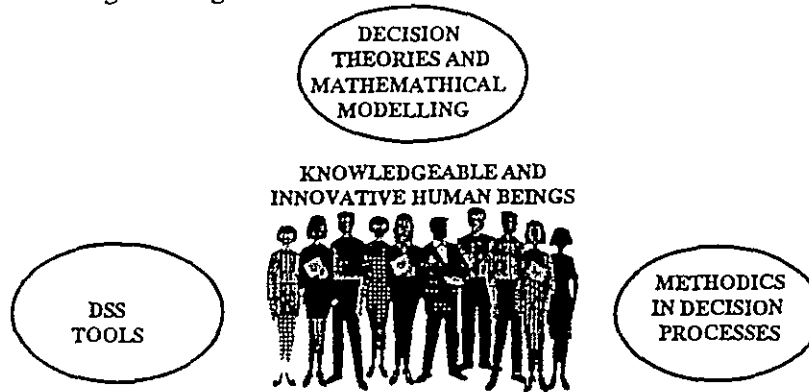 DECISION
THEORIES AND
MATHEMATHICAL
MODELLING
KNOWLEDGEABLE AND
INNOVATIVE HUMAN BEINGS
DSS
TOOLS
METHODICS
IN DECISION
PROCESSES